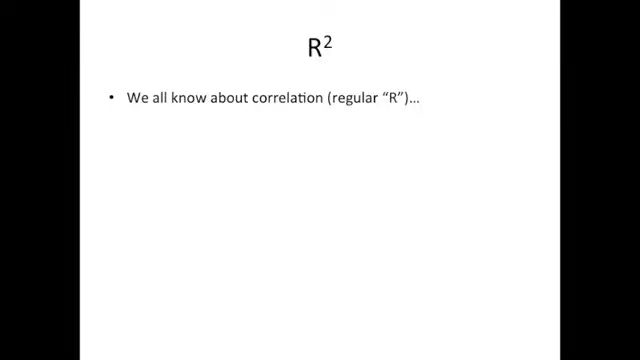 R²
• We all know about correlation (regular “R”)…